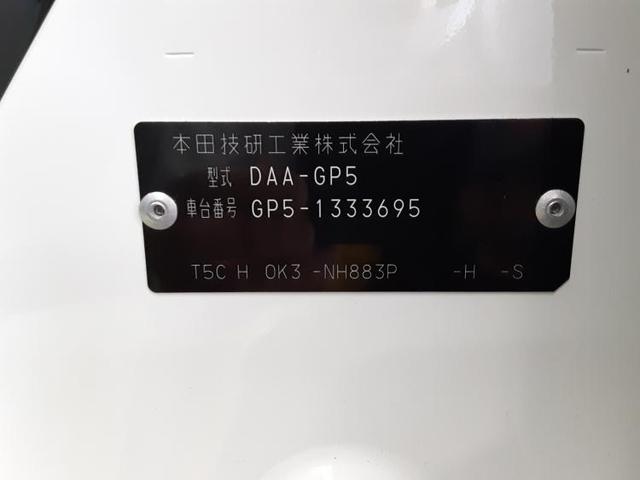 本田技研工業株式会社
型式 DAA-GP5
車台番号 GP5-1333695
T5C H OK3 -NH883P -H -S